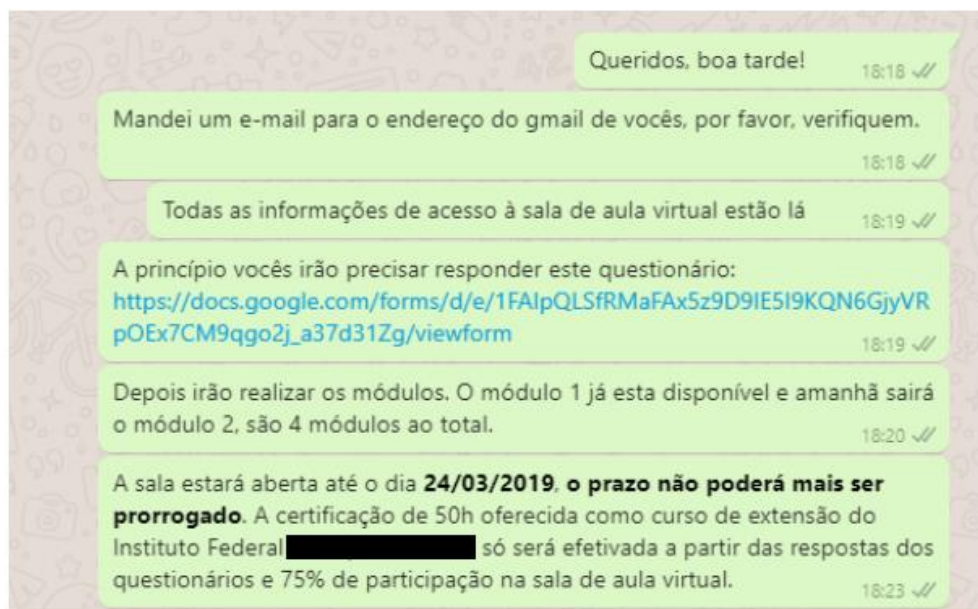 Queridos, boa tarde!
18:18
Mandei um e-mail para o endereço do gmail de vocês, por favor, verifiquem.
18:18
Todas as informações de acesso à sala de aula virtual estão lá
18:19
A princípio vocês irão precisar responder este questionário:
https://docs.google.com/forms/d/e/1FAIpQLSfRMaFAx5z9D9IE5I9KQN6GjyVR
pOEx7CM9qgo2j_a37d31Zg/viewform
18:19
Depois irão realizar os módulos. O módulo 1 já esta disponível e amanhã sairá
o módulo 2, são 4 módulos ao total.
18:20
A sala estará aberta até o dia 24/03/2019, o prazo não poderá mais ser
prorrogado. A certificação de 50h oferecida como curso de extensão do
Instituto Federal só será efetivada a partir das respostas dos
questionários e 75% de participação na sala de aula virtual.
18:23